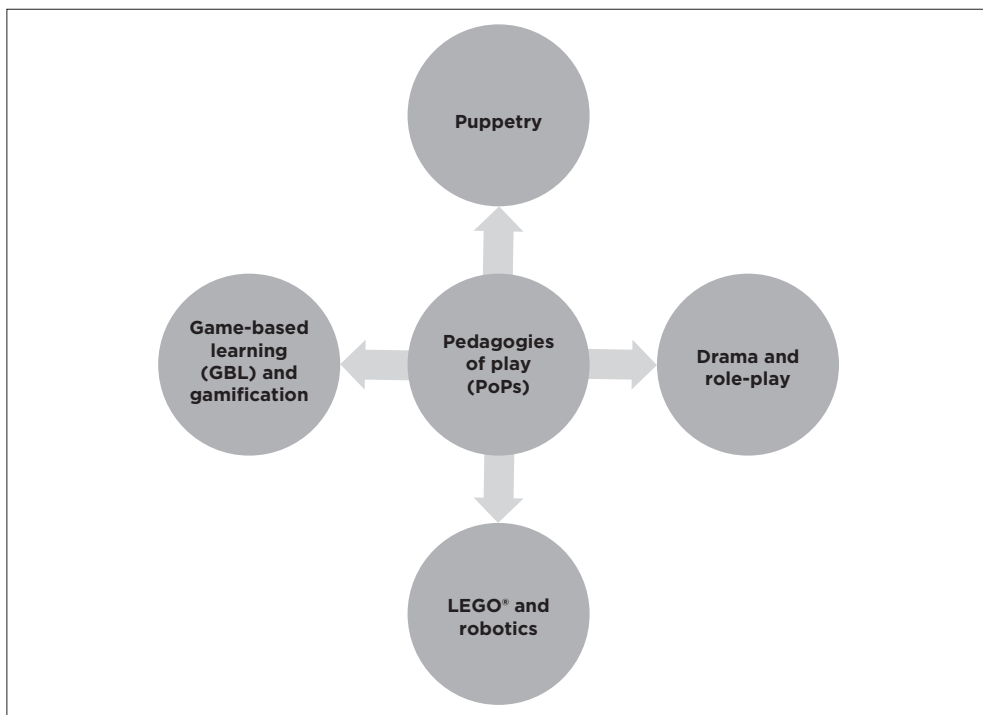 Puppetry
Game-based
learning
(GBL) and
gamification
Pedagogies
of play
(PoPs)
Drama and
role-play
LEGO® and
robotics